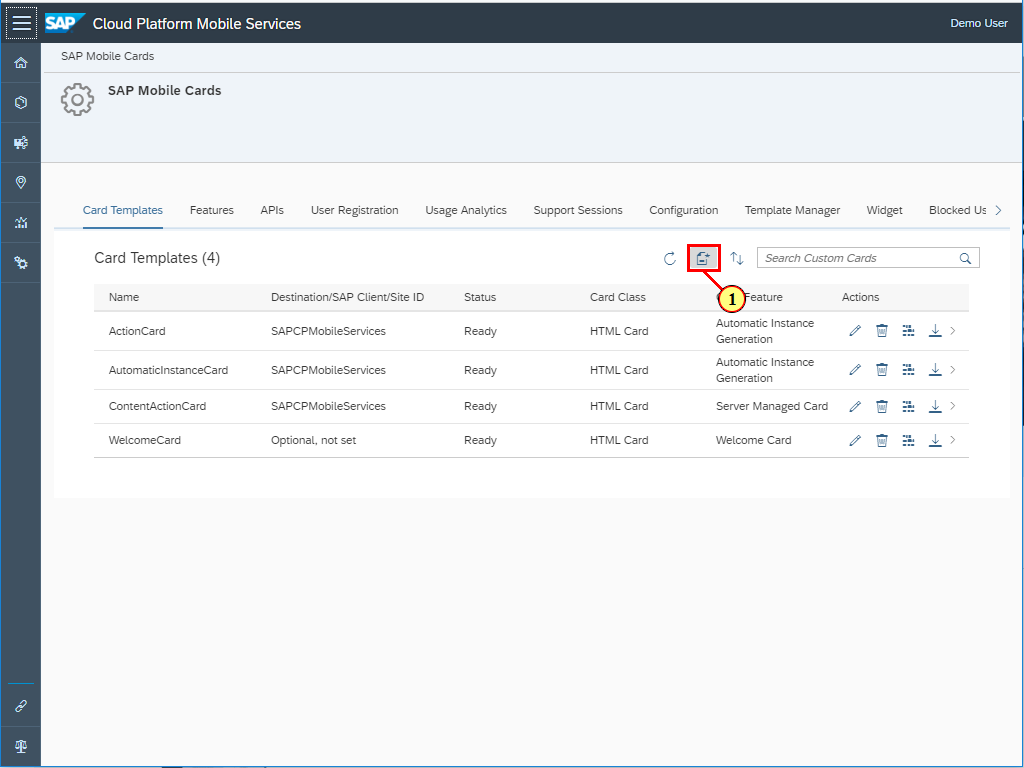 SAP Cloud Platform Mobile Services Demo User
SAP Mobile Cards
SAP Mobile Cards
Card Templates Features APIs User Registration Usage Analytics Support Sessions Configuration Template Manager Widget Blocked Us
Card Templates (4) Search Custom Cards
1
Name Destination/SAP Client/Site ID Status Card Class Feature Actions
ActionCard SAPCPMobileServices Ready HTML Card Automatic Instance
Generation
AutomaticInstanceCard SAPCPMobileServices Ready HTML Card Automatic Instance
Generation
ContentActionCard SAPCPMobileServices Ready HTML Card Server Managed Card
WelcomeCard Optional, not set Ready HTML Card Welcome Card